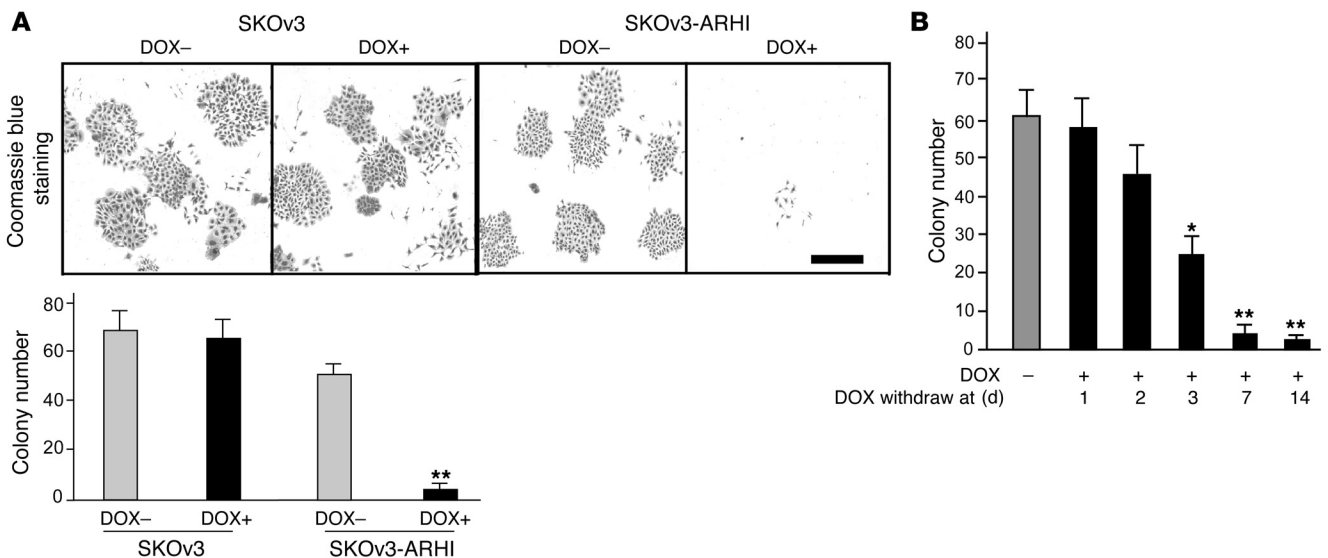 A
SKOv3
SKOv3-ARHI
DOX–
DOX+
DOX–
DOX+
Coomassie blue
staining
Colony number
80
60
40
20
0
**
DOX–
DOX+
DOX–
DOX+
SKOv3
SKOv3-ARHI
B
Colony number
80
70
60
50
40
30
20
10
0
*
**
**
DOX – + + + + +
DOX withdraw at (d) 1 2 3 7 14